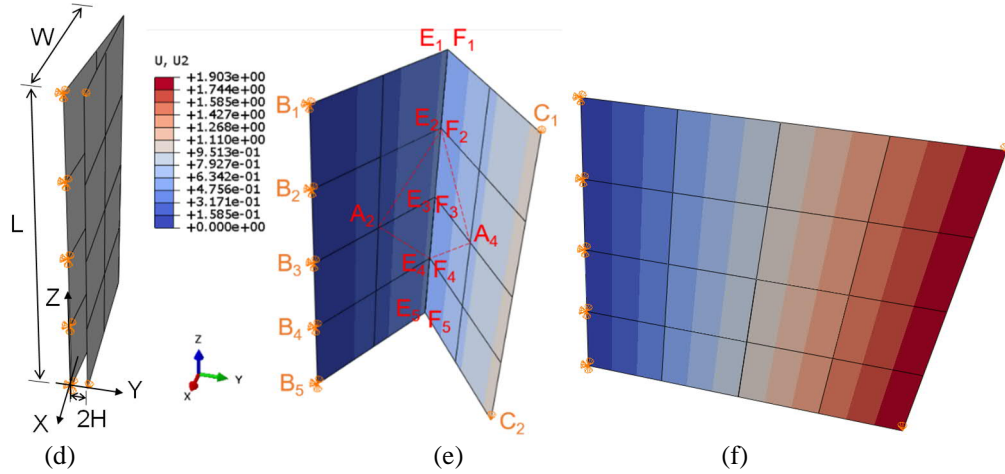 W
L
Z
X
Y
2H
(d)
U, U2
+1.903e+00
+1.744e+00
+1.585e+00
+1.427e+00
+1.268e+00
+1.110e+00
+9.513e-01
+7.927e-01
+6.342e-01
+4.756e-01
+3.171e-01
+1.585e-01
+0.000e+00
Z
Y
X
E1 F1
B1
C1
E2 F2
B2
A2
E3 F3
A4
B3
E4 F4
B4
E5 F5
B5
C2
(e)
(f)